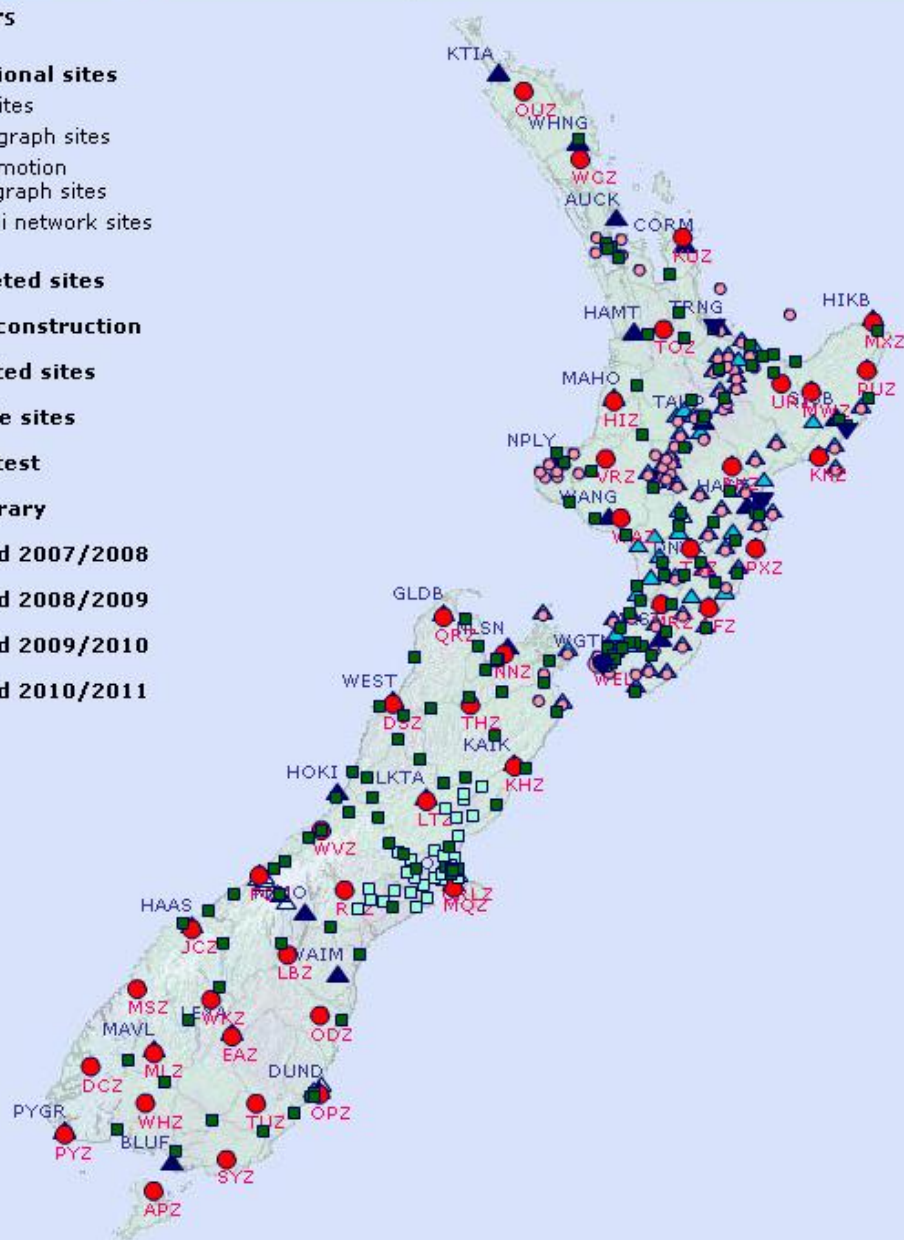 rs
ional sites
ites
graph sites
motion
graph sites
i network sites
eted sites
construction
ted sites
e sites
test
rary
d 2007/2008
d 2008/2009
d 2009/2010
d 2010/2011
KTIA
OUZ
WHNG
WCZ
AUCK
CORM
KUZ
HIKB
TRNG
HAMT
MXZ
TOZ
MAHO
PUZ
HIZ
NPLY
VRZ
KNZ
WANG
PXZ
GLDB
QRZ
NLSN
NNZ
WGTN
WEL
WEST
DSZ
THZ
KAIK
KHZ
HOKI
LKTA
LTZ
WVZ
MQZ
HAAS
JCZ
LBZ
MSZ
WKZ
ODZ
MAVL
MLZ
EAZ
DCZ
DUND
OPZ
WHZ
TUZ
PYGR
PYZ
BLUF
SYZ
APZ